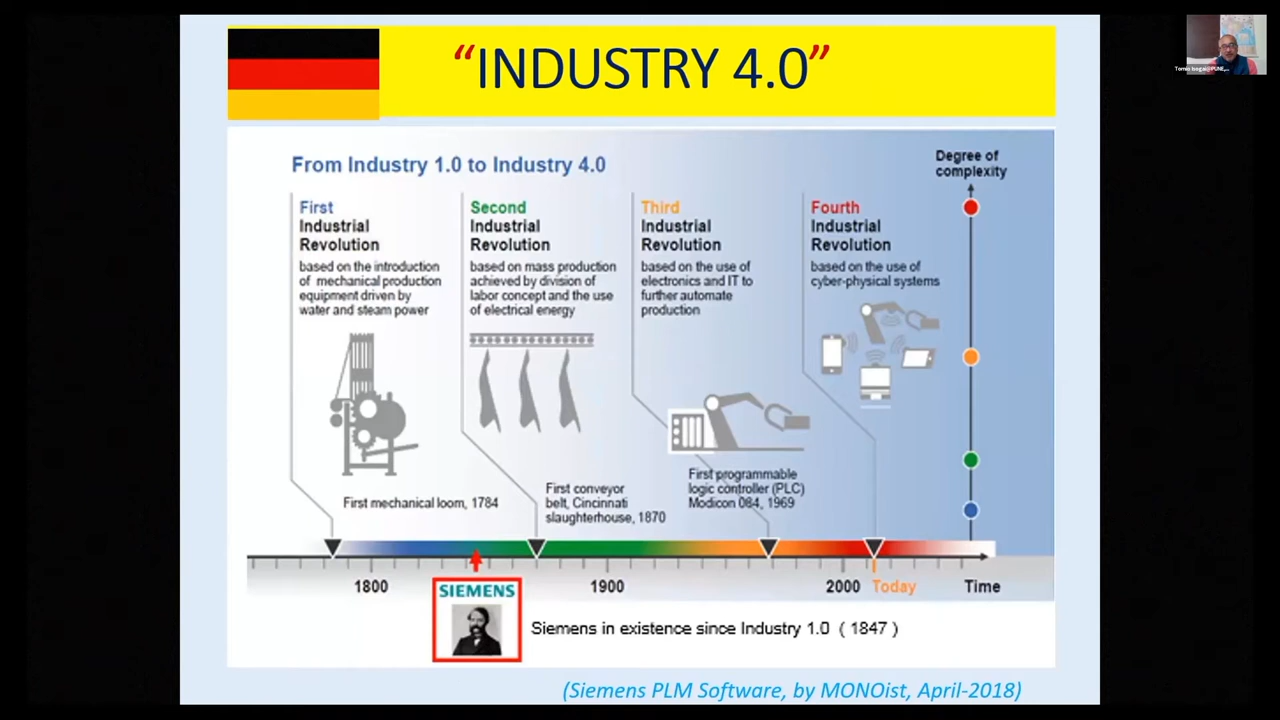 “INDUSTRY 4.0”
From Industry 1.0 to Industry 4.0
Degree of
complexity
First
Industrial
Revolution
based on the introduction
of mechanical production
equipment driven by
water and steam power
Second
Industrial
Revolution
based on mass production
achieved by division of
labor concept and the use
of electrical energy
Third
Industrial
Revolution
based on the use of
electronics and IT to
further automate
production
Fourth
Industrial
Revolution
based on the use of
cyber-physical systems
First mechanical loom, 1784
First conveyor
belt, Cincinnati
slaughterhouse, 1870
First programmable
logic controller (PLC)
Modicon 084, 1969
1800
1900
2000
Today
Time
SIEMENS
Siemens in existence since Industry 1.0 ( 1847 )
(Siemens PLM Software, by MONOist, April-2018)